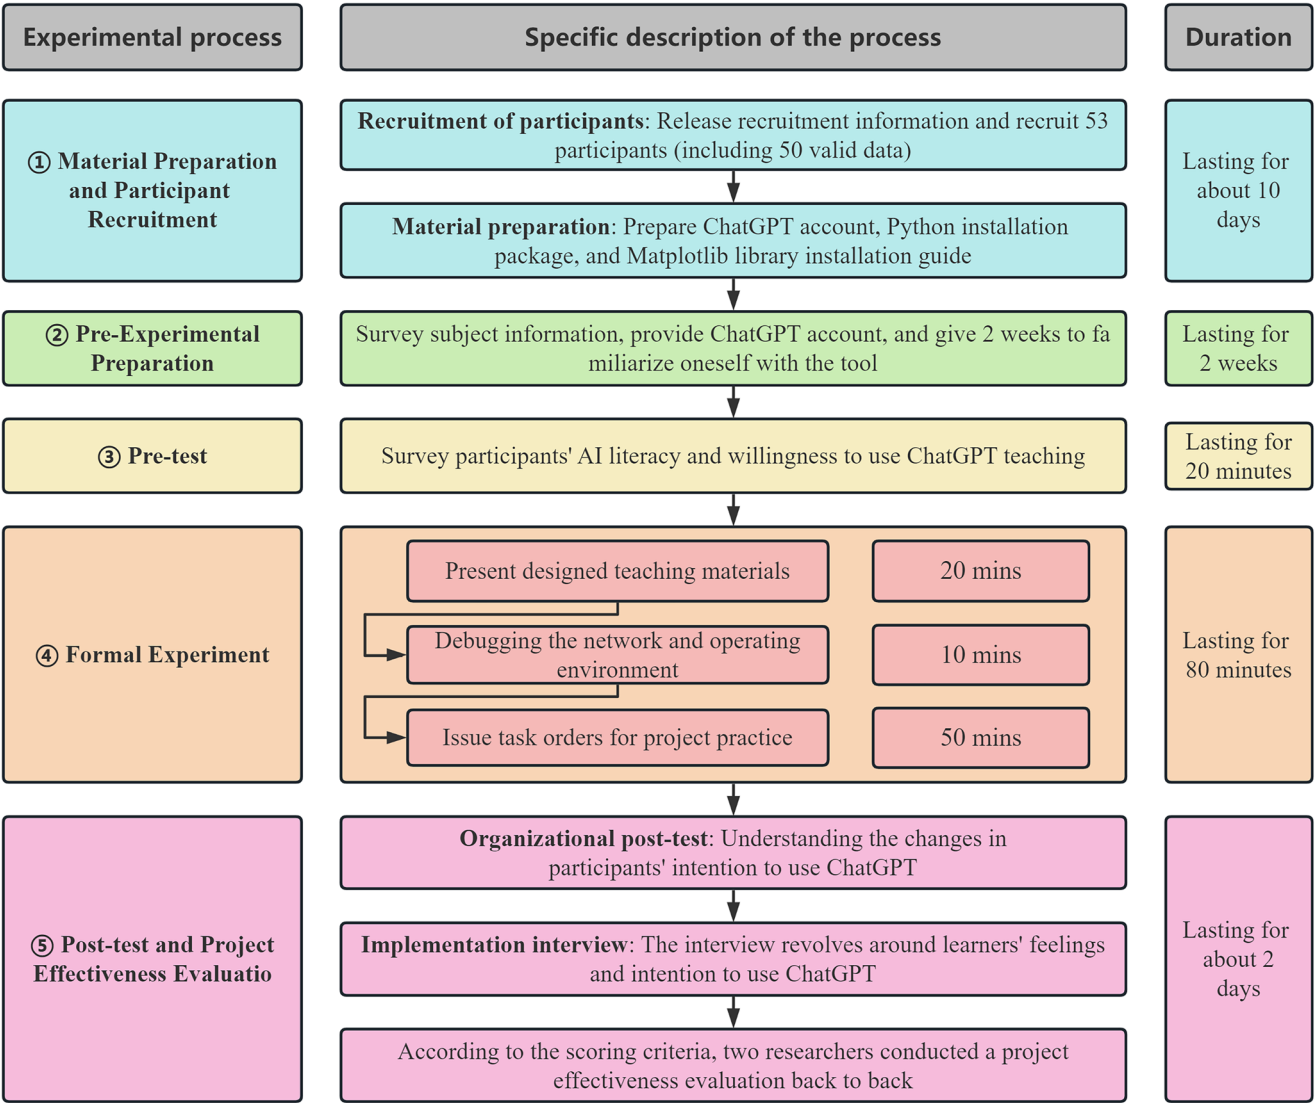 Experimental process
Specific description of the process
Duration
① Material Preparation
and Participant
Recruitment
Recruitment of participants: Release recruitment information and recruit 53
participants (including 50 valid data)
Material preparation: Prepare ChatGPT account, Python installation
package, and Matplotlib library installation guide
Lasting for
about 10
days
② Pre-Experimental
Preparation
Survey subject information, provide ChatGPT account, and give 2 weeks to fa
miliarize oneself with the tool
Lasting for
2 weeks
③ Pre-test
Survey participants' AI literacy and willingness to use ChatGPT teaching
Lasting for
20 minutes
④ Formal Experiment
Present designed teaching materials
20 mins
Debugging the network and operating
environment
10 mins
Issue task orders for project practice
50 mins
Lasting for
80 minutes
⑤ Post-test and Project
Effectiveness Evaluatio
Organizational post-test: Understanding the changes in
participants' intention to use ChatGPT
Implementation interview: The interview revolves around learners' feelings
and intention to use ChatGPT
According to the scoring criteria, two researchers conducted a project
effectiveness evaluation back to back
Lasting for
about 2
days